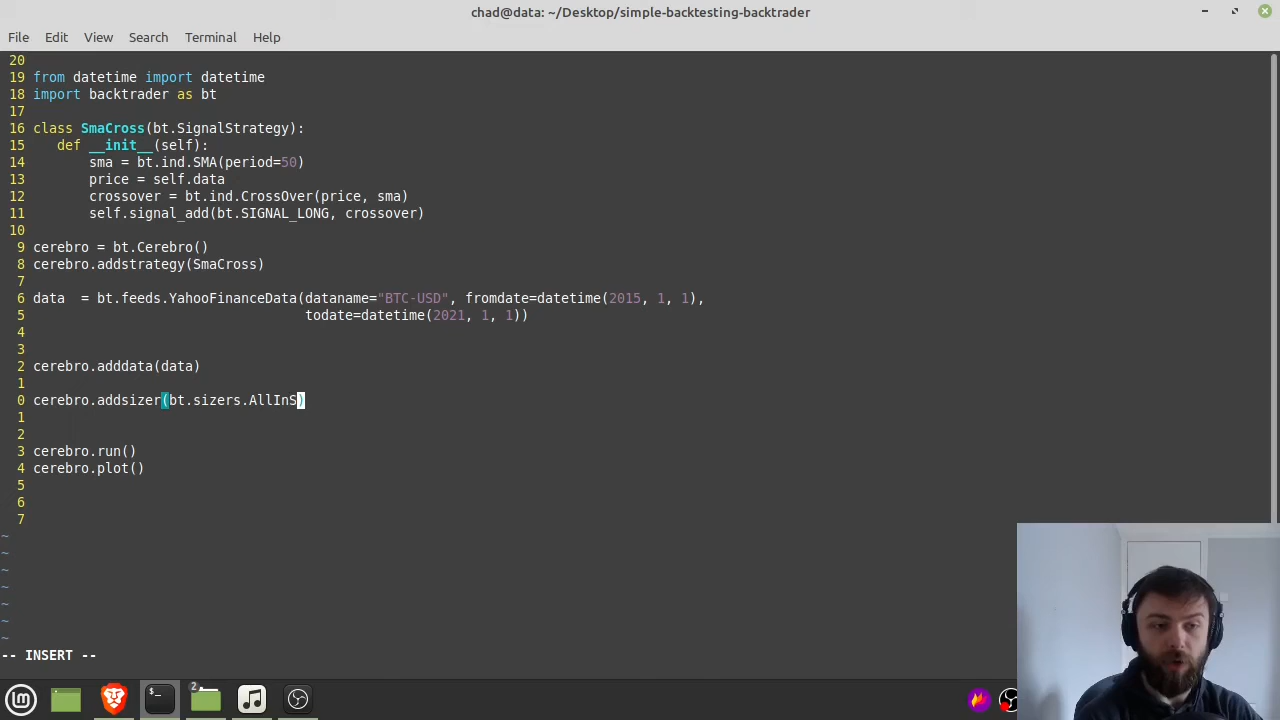 chad@data: ~/Desktop/simple-backtesting-backtrader
File Edit View Search Terminal Help
20
19 from datetime import datetime
18 import backtrader as bt
17
16 class SmaCross(bt.SignalStrategy):
15 def __init__(self):
14 sma = bt.ind.SMA(period=50)
13 price = self.data
12 crossover = bt.ind.CrossOver(price, sma)
11 self.signal_add(bt.SIGNAL_LONG, crossover)
10
9 cerebro = bt.Cerebro()
8 cerebro.addstrategy(SmaCross)
7
6 data  = bt.feeds.YahooFinanceData(dataname="BTC-USD", fromdate=datetime(2015, 1, 1),
5 todate=datetime(2021, 1, 1))
4
3
2 cerebro.adddata(data)
1
0 cerebro.addsizer(bt.sizers.AllInS)
1
2
3 cerebro.run()
4 cerebro.plot()
5
6
7
~
~
~
~
~
~
~
-- INSERT --
2